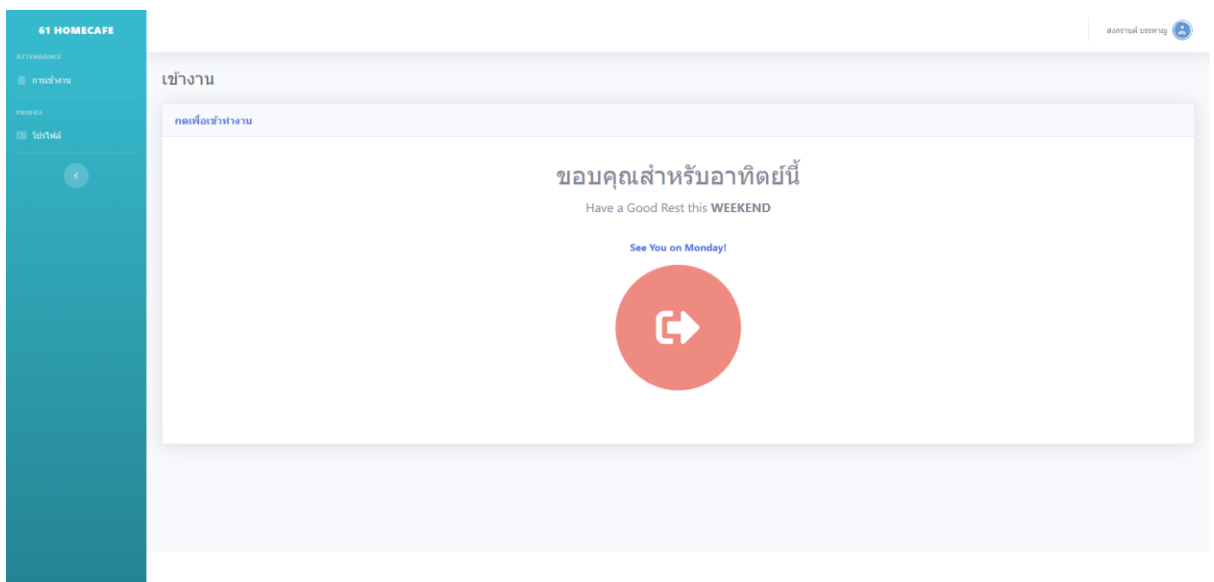 61 HOMECAFE
สงกรานต์ บรรหาญ
ATTENDANCE
การเข้างาน
PROFILE
โปรไฟล์
เข้างาน
กดเพื่อเข้าทำงาน
ขอบคุณสำหรับอาทิตย์นี้
Have a Good Rest this WEEKEND
See You on Monday!